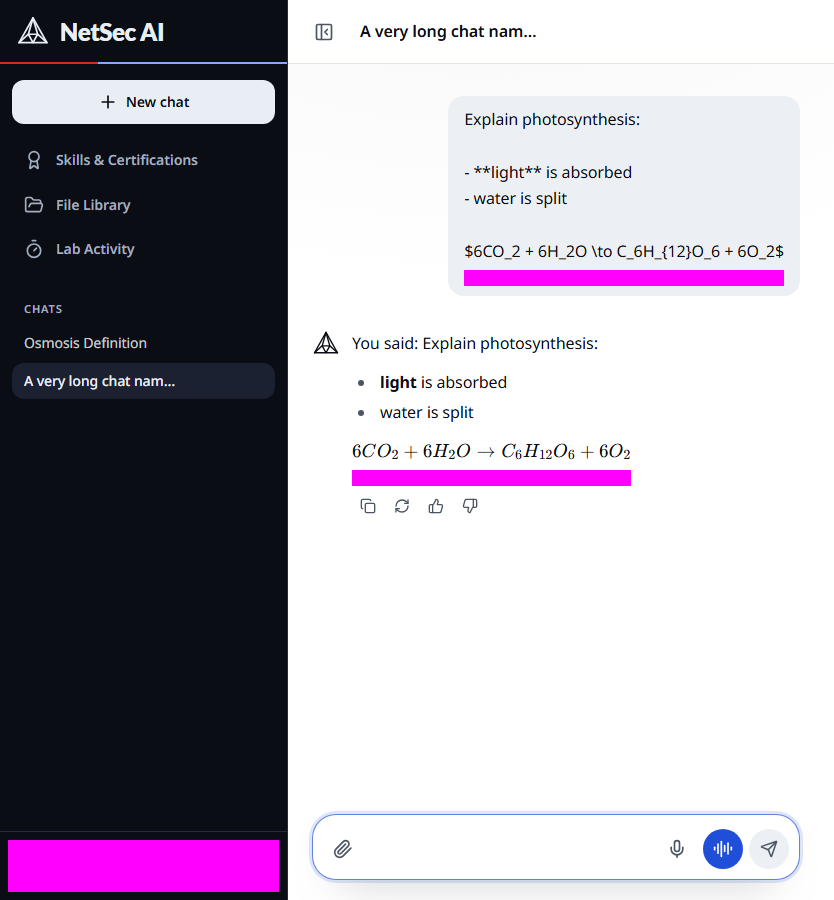 NetSec AI
New chat
Skills & Certifications
File Library
Lab Activity
CHATS
Osmosis Definition
A very long chat nam...
A very long chat nam...
Explain photosynthesis:
- **light** is absorbed
- water is split
$6CO_2 + 6H_2O \to C_6H_{12}O_6 + 6O_2$
You said: Explain photosynthesis:
• light is absorbed
• water is split
6CO₂ + 6H₂O → C₆H₁₂O₆ + 6O₂